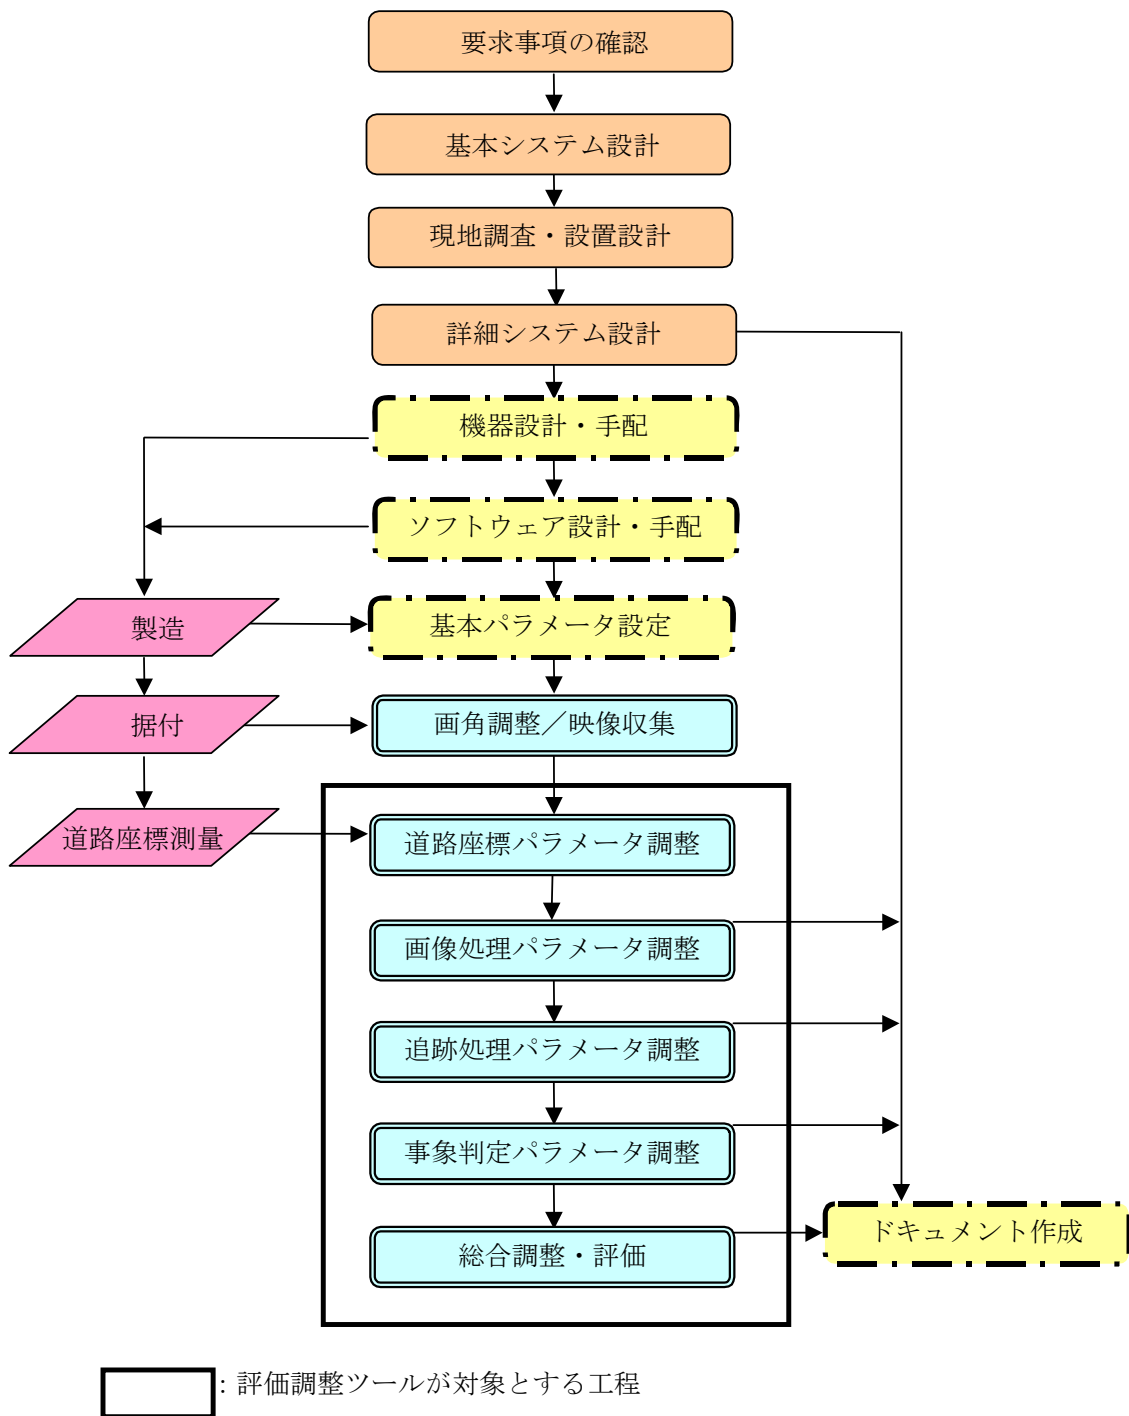 要求事項の確認
基本システム設計
現地調査・設置設計
詳細システム設計
機器設計・手配
ソフトウェア設計・手配
製造
基本パラメータ設定
据付
画角調整／映像収集
道路座標測量
道路座標パラメータ調整
画像処理パラメータ調整
追跡処理パラメータ調整
事象判定パラメータ調整
ドキュメント作成
総合調整・評価
：評価調整ツールが対象とする工程